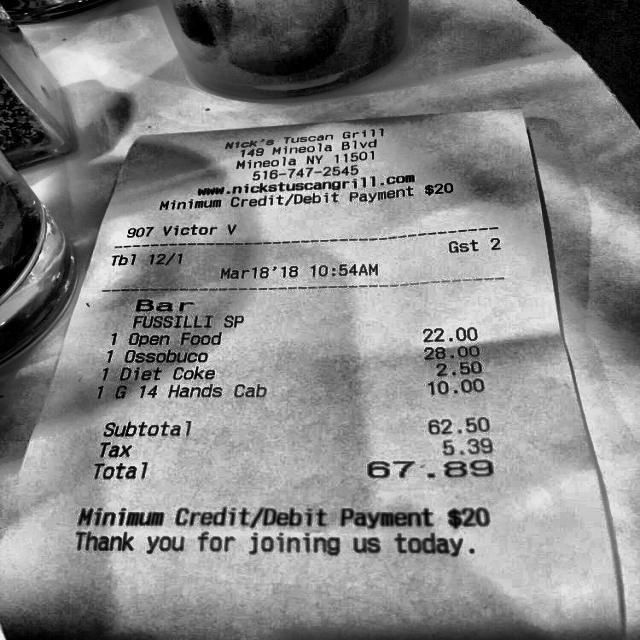 Nick's Tuscan Grill
149 Mineola Blvd
Mineola NY 11501
516-747-2545
www.nickstuscangrill.com
Minimum Credit/Debit Payment $20
907 Victor V
Tbl 12/1 Gst 2
Mar18'18 10:54AM
Bar
FUSSILLI SP
1 Open Food 22.00
1 Ossobuco 28.00
1 Diet Coke 2.50
1 G 14 Hands Cab 10.00
Subtotal 62.50
Tax 5.39
Total 67.89
Minimum Credit/Debit Payment $20
Thank you for joining us today.